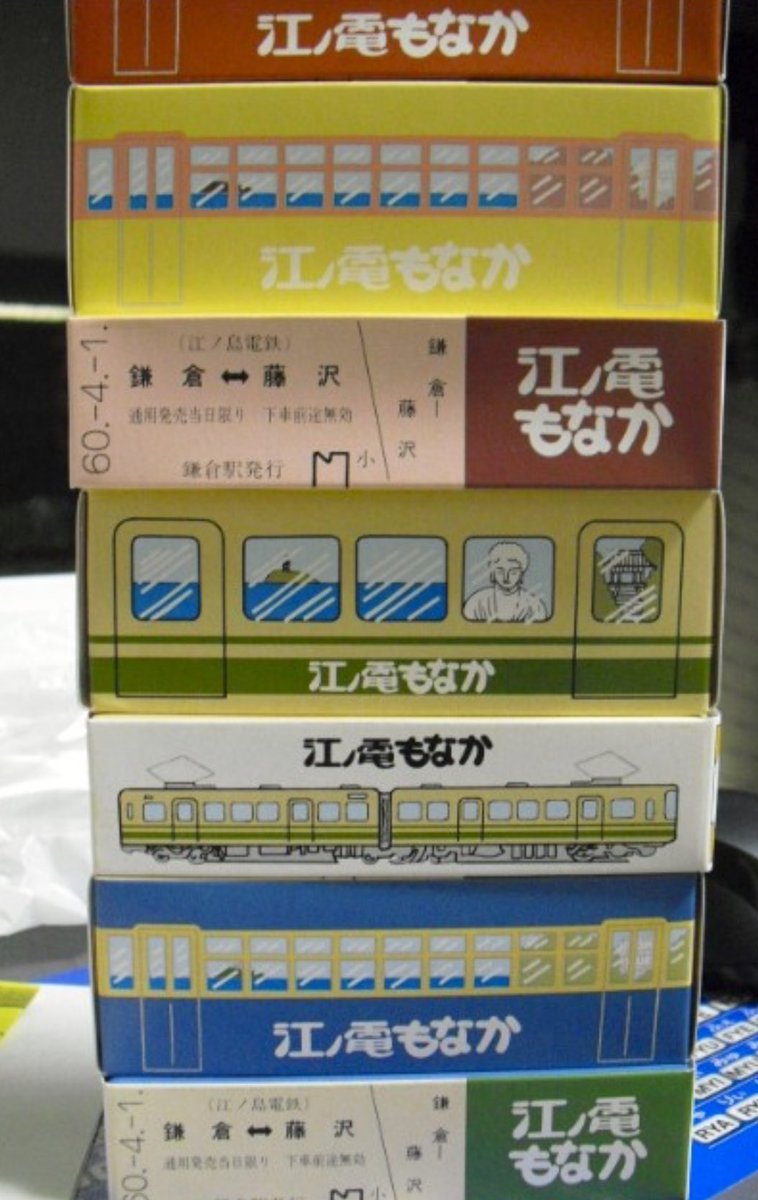 江ノ電もなか
江ノ電もなか
60.-4.-1.
(江ノ島電鉄)
鎌倉⟷藤沢
通用発売当日限り 下車前途無効
鎌倉駅発行
小
鎌倉─
藤沢
江ノ電
もなか
江ノ電もなか
江ノ電もなか
江ノ電もなか
60.-4.-1.
(江ノ島電鉄)
鎌倉⟷藤沢
通用発売当日限り 下車前途無効
小
鎌倉─
藤沢
江ノ電
もなか
MYU
MYI
RYA